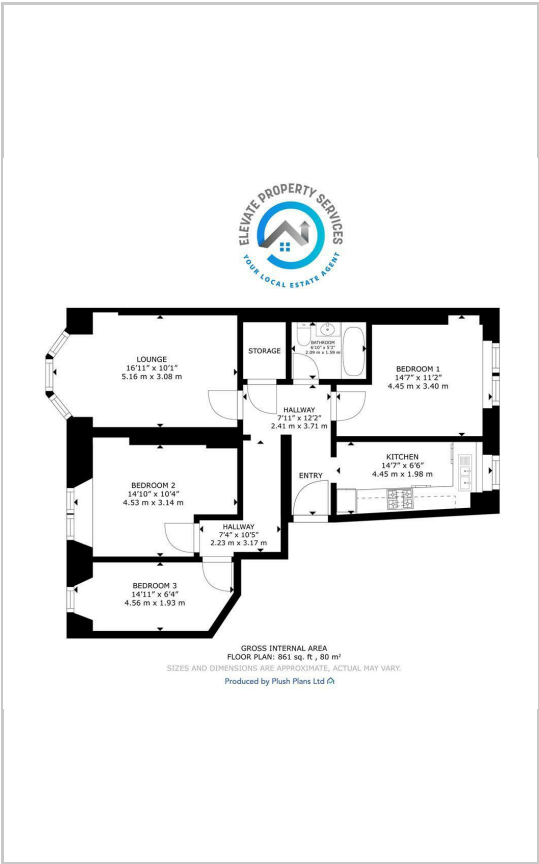 ELEVATE PROPERTY SERVICES
YOUR LOCAL ESTATE AGENT
LOUNGE
16'11" x 10'1"
5.16 m x 3.08 m
STORAGE
BATHROOM
6'10" x 5'3"
2.09 m x 1.59 m
BEDROOM 1
14'7" x 11'2"
4.45 m x 3.40 m
HALLWAY
7'11" x 12'2"
2.41 m x 3.71 m
KITCHEN
14'7" x 6'6"
4.45 m x 1.98 m
ENTRY
BEDROOM 2
14'10" x 10'4"
4.53 m x 3.14 m
HALLWAY
7'4" x 10'5"
2.23 m x 3.17 m
BEDROOM 3
14'11" x 6'4"
4.56 m x 1.93 m
GROSS INTERNAL AREA
FLOOR PLAN: 861 sq. ft , 80 m²
SIZES AND DIMENSIONS ARE APPROXIMATE, ACTUAL MAY VARY.
Produced by Plush Plans Ltd